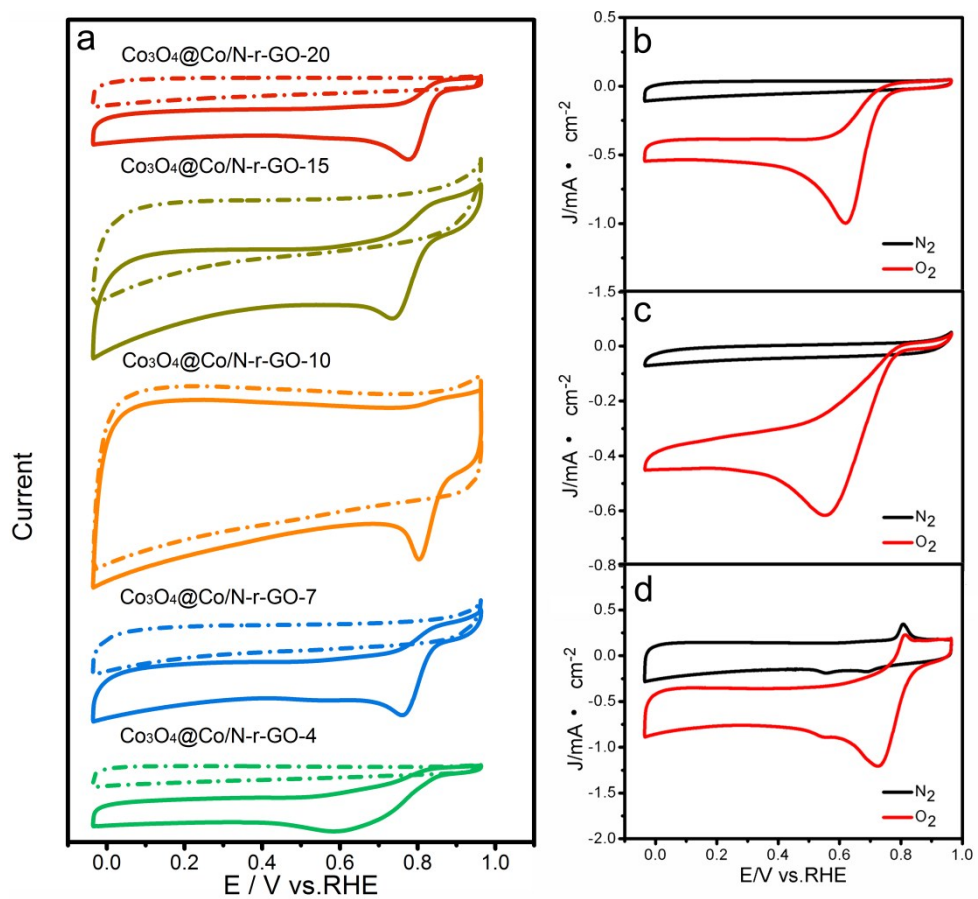 a
Co₃O₄@Co/N-r-GO-20
Co₃O₄@Co/N-r-GO-15
Co₃O₄@Co/N-r-GO-10
Co₃O₄@Co/N-r-GO-7
Co₃O₄@Co/N-r-GO-4
Current
0.0 0.2 0.4 0.6 0.8 1.0
E / V vs.RHE
b
0.5
0.0
-0.5
-1.0
-1.5
J/mA• cm⁻²
N₂
O₂
c
0.0
-0.2
-0.4
-0.6
-0.8
J/mA• cm⁻²
N₂
O₂
d
0.5
0.0
-0.5
-1.0
-1.5
-2.0
J/mA• cm⁻²
N₂
O₂
0.0 0.2 0.4 0.6 0.8 1.0
E/V vs.RHE